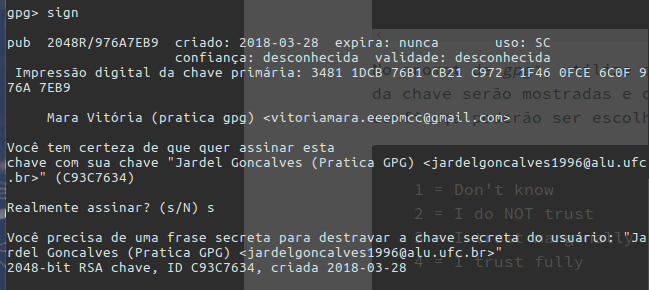 gpg> sign
pub  2048R/976A7EB9  criado: 2018-03-28  expira: nunca       uso: SC
confiança: desconhecida  validade: desconhecida
Impressão digital da chave primária: 3481 1DCB 76B1 CB21 C972  1F46 0FCE 6C0F 9
76A 7EB9
da chave serão mostradas e
Mara Vitória (pratica gpg) <vitoriamara.eeepmcc@gmail.com>
ser escolh
Você tem certeza de que quer assinar esta
chave com sua chave "Jardel Goncalves (Pratica GPG) <jardelgoncalves1996@alu.ufc
.br>" (C93C7634)
1 = Don't know
Realmente assinar? (s/N) s
2 = I do NOT trust
Você precisa de uma frase secreta para destravar a chave secreta do usuário: "Ja
rdel Goncalves (Pratica GPG) <jardelgoncalves1996@alu.ufc.br>"
2048-bit RSA chave, ID C93C7634, criada 2018-03-28
4 = I trust fully